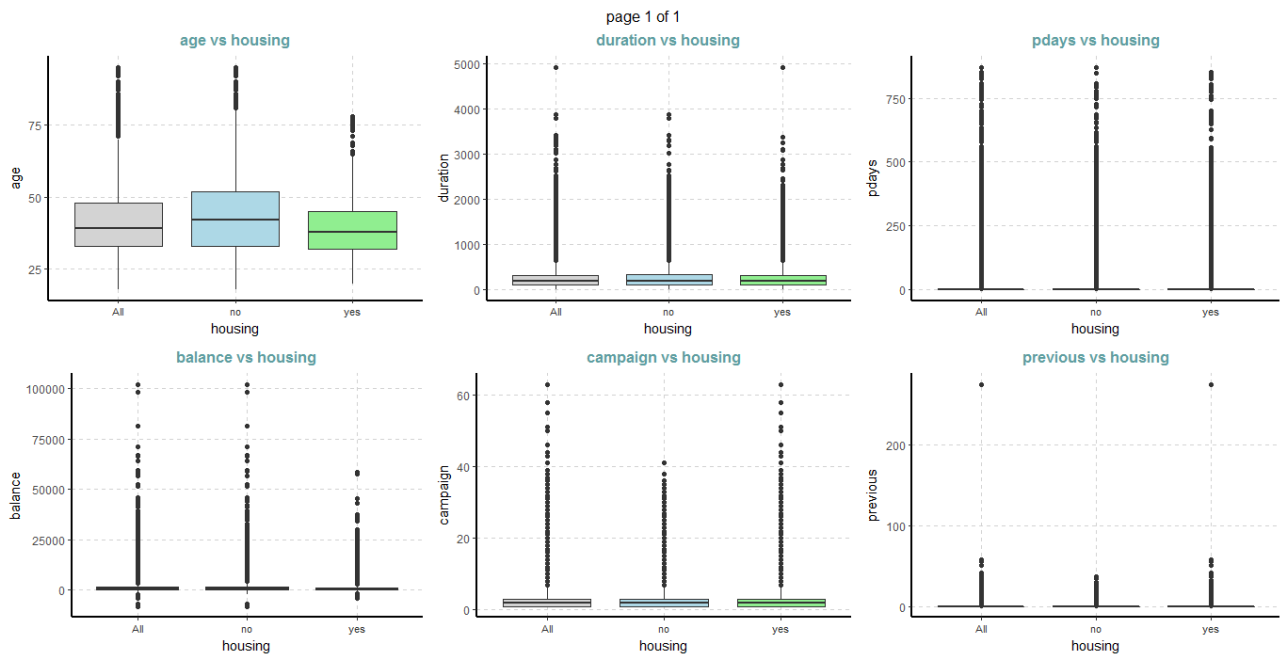 page 1 of 1
age vs housing
75
50
25
age
All no yes
housing
duration vs housing
5000
4000
3000
2000
1000
0
duration
All no yes
housing
pdays vs housing
750
500
250
0
pdays
All no yes
housing
balance vs housing
100000
75000
50000
25000
0
balance
All no yes
housing
campaign vs housing
60
40
20
0
campaign
All no yes
housing
previous vs housing
200
100
0
previous
All no yes
housing